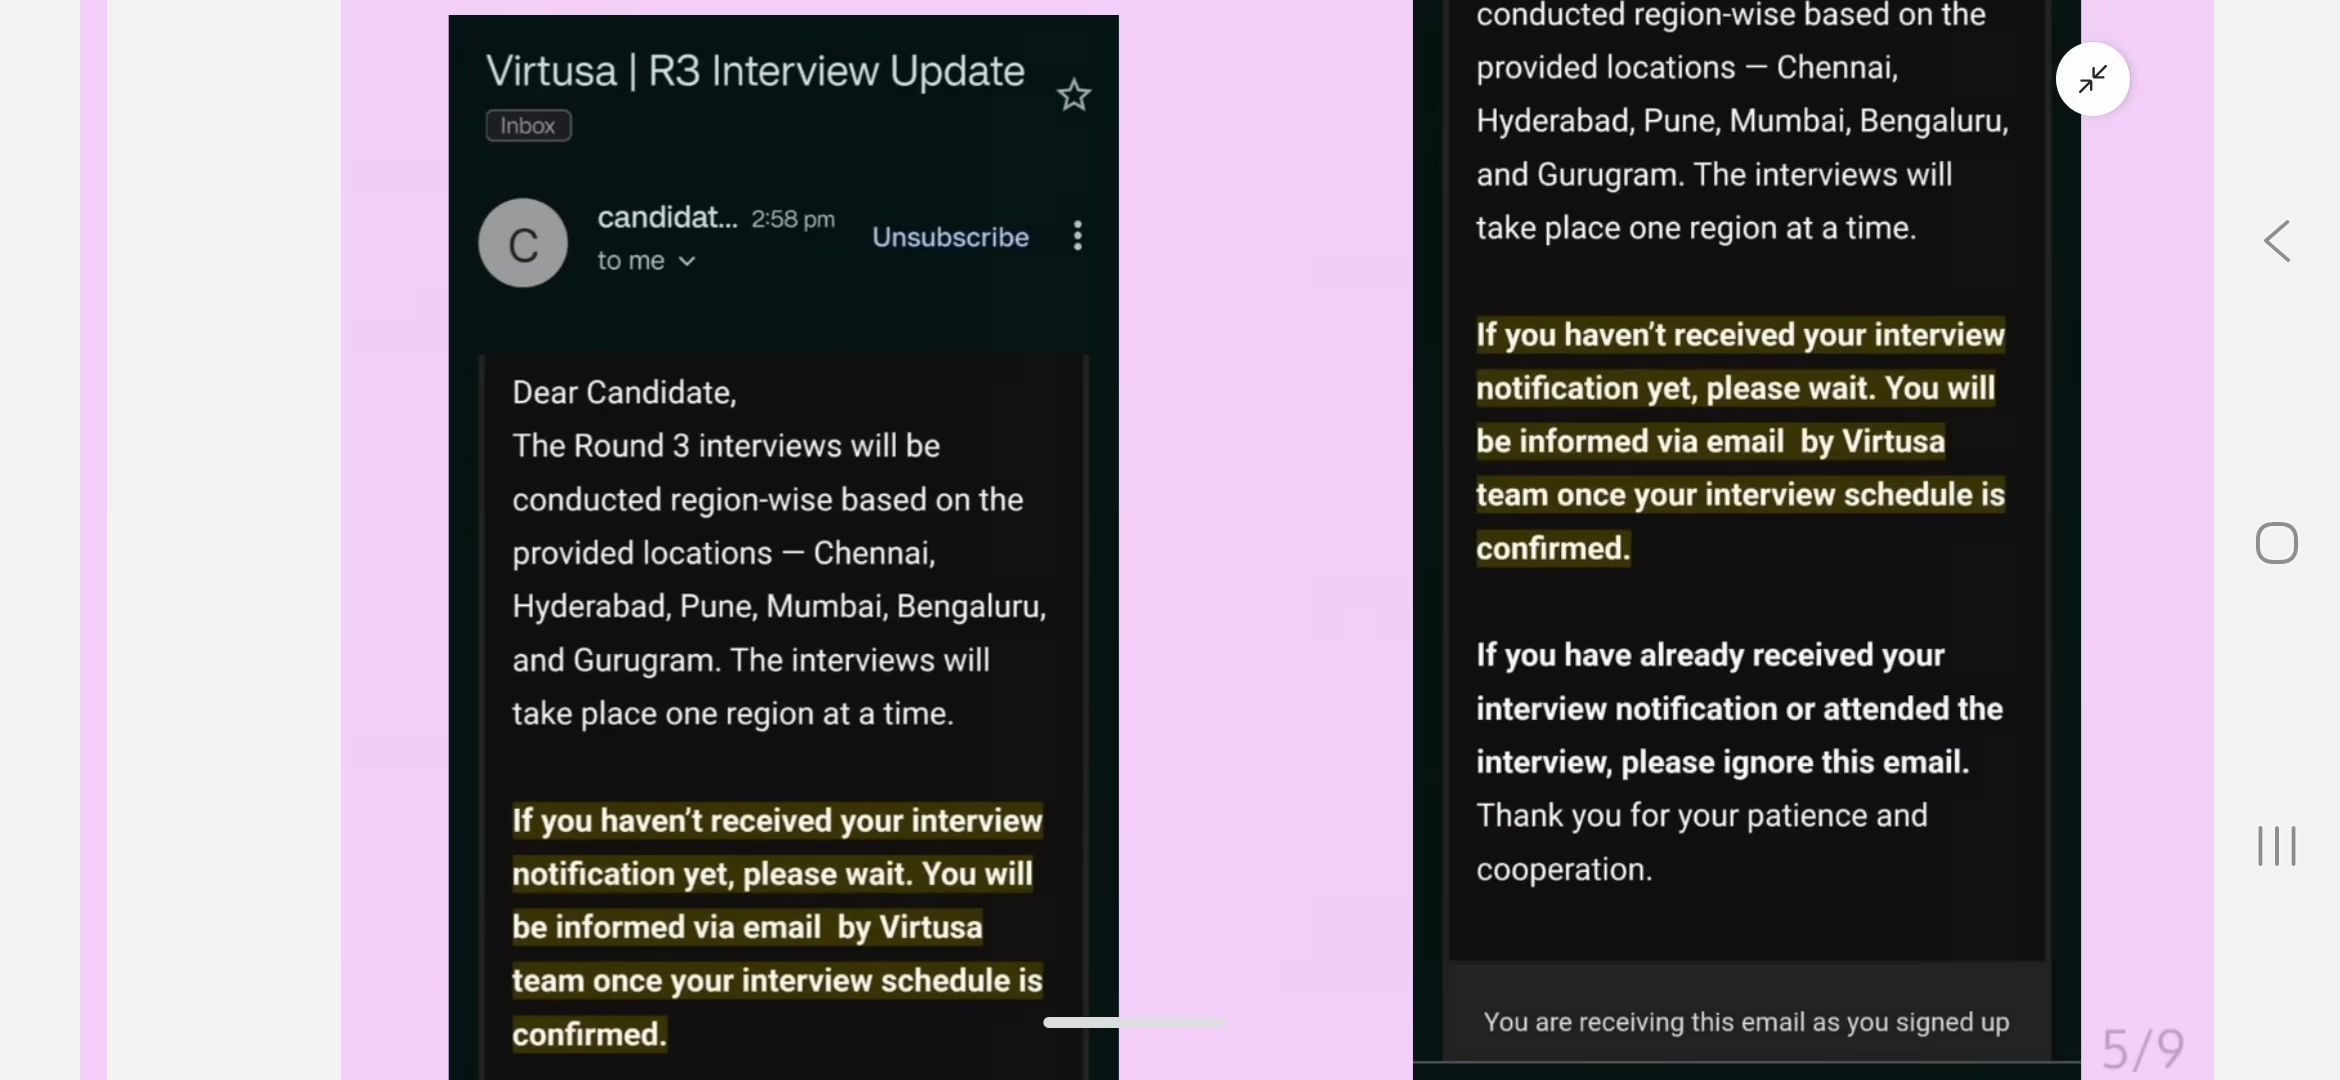 Virtusa | R3 Interview Update
Inbox
C
candidat... 2:58 pm
Unsubscribe
to me
Dear Candidate,
The Round 3 interviews will be
conducted region-wise based on the
provided locations – Chennai,
Hyderabad, Pune, Mumbai, Bengaluru,
and Gurugram. The interviews will
take place one region at a time.
If you haven't received your interview
notification yet, please wait. You will
be informed via email  by Virtusa
team once your interview schedule is
confirmed.
conducted region-wise based on the
provided locations – Chennai,
Hyderabad, Pune, Mumbai, Bengaluru,
and Gurugram. The interviews will
take place one region at a time.
If you haven't received your interview
notification yet, please wait. You will
be informed via email  by Virtusa
team once your interview schedule is
confirmed.
If you have already received your
interview notification or attended the
interview, please ignore this email.
Thank you for your patience and
cooperation.
You are receiving this email as you signed up
5/9